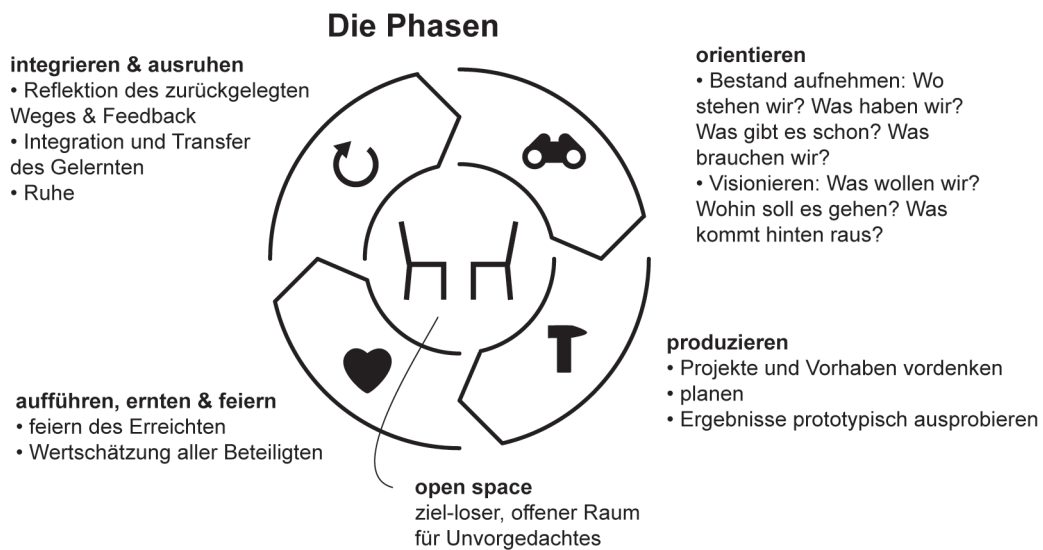 Die Phasen
integrieren & ausruhen
• Reflektion des zurückgelegten
Weges & Feedback
• Integration und Transfer
des Gelernten
• Ruhe
orientieren
• Bestand aufnehmen: Wo
stehen wir? Was haben wir?
Was gibt es schon? Was
brauchen wir?
• Visionieren: Was wollen wir?
Wohin soll es gehen? Was
kommt hinten raus?
produzieren
• Projekte und Vorhaben vordenken
• planen
• Ergebnisse prototypisch ausprobieren
aufführen, ernten & feiern
• feiern des Erreichten
• Wertschätzung aller Beteiligten
open space
ziel-loser, offener Raum
für Unvorgedachtes